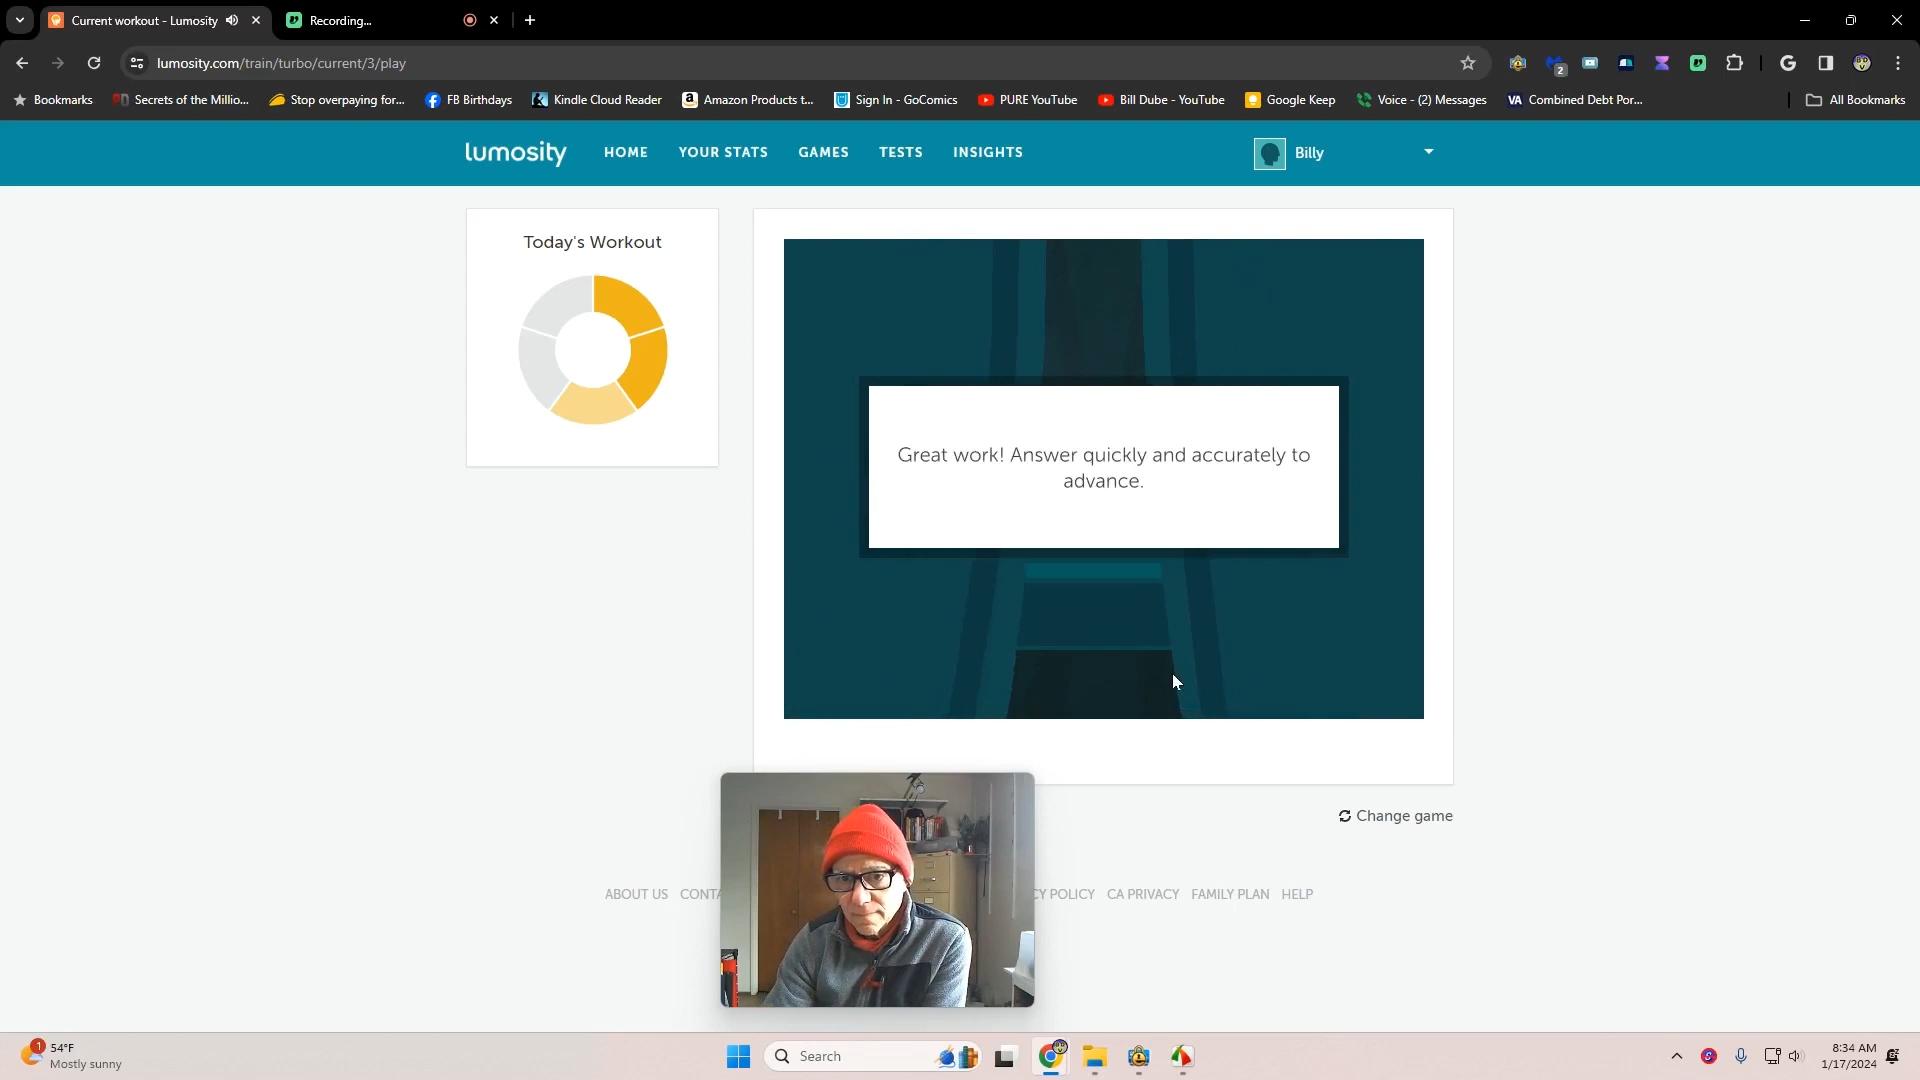 Current workout - Lumosity
Recording...
lumosity.com/train/turbo/current/3/play
2
Bookmarks
Secrets of the Millio...
Stop overpaying for...
FB Birthdays
Kindle Cloud Reader
Amazon Products t...
Sign In - GoComics
PURE YouTube
Bill Dube - YouTube
Google Keep
Voice - (2) Messages
VA Combined Debt Por...
All Bookmarks
lumosity
HOME
YOUR STATS
GAMES
TESTS
INSIGHTS
Billy
Today's Workout
Great work! Answer quickly and accurately to
advance.
Change game
ABOUT US
CONTA
CY POLICY
CA PRIVACY
FAMILY PLAN
HELP
1
54°F
Mostly sunny
Search
8:34 AM
1/17/2024